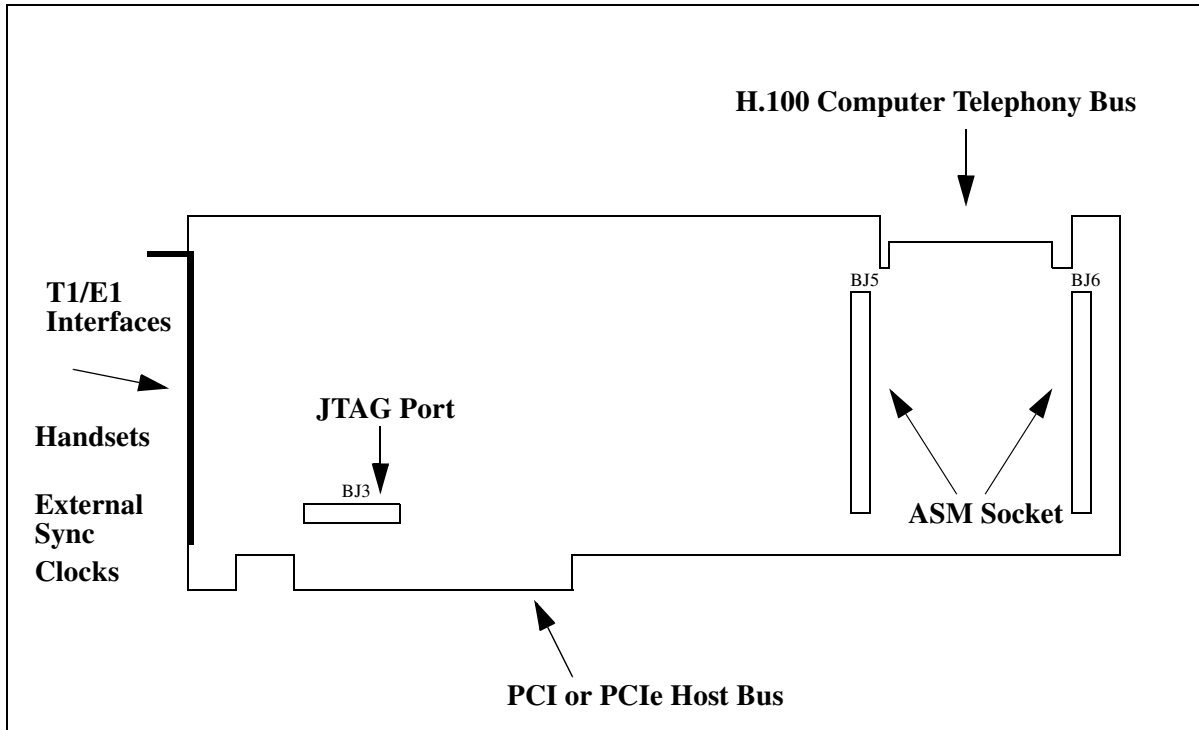 H.100 Computer Telephony Bus
BJ5
BJ6
T1/E1
Interfaces
JTAG Port
Handsets
BJ3
External
Sync
ASM Socket
Clocks
PCI or PCIe Host Bus